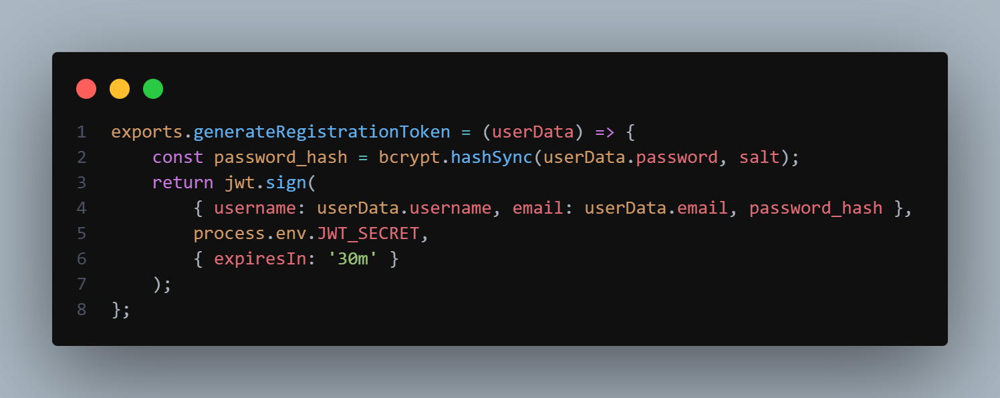 1 exports.generateRegistrationToken = (userData) => {
2     const password_hash = bcrypt.hashSync(userData.password, salt);
3     return jwt.sign(
4         { username: userData.username, email: userData.email, password_hash },
5         process.env.JWT_SECRET,
6         { expiresIn: '30m' }
7     );
8 };